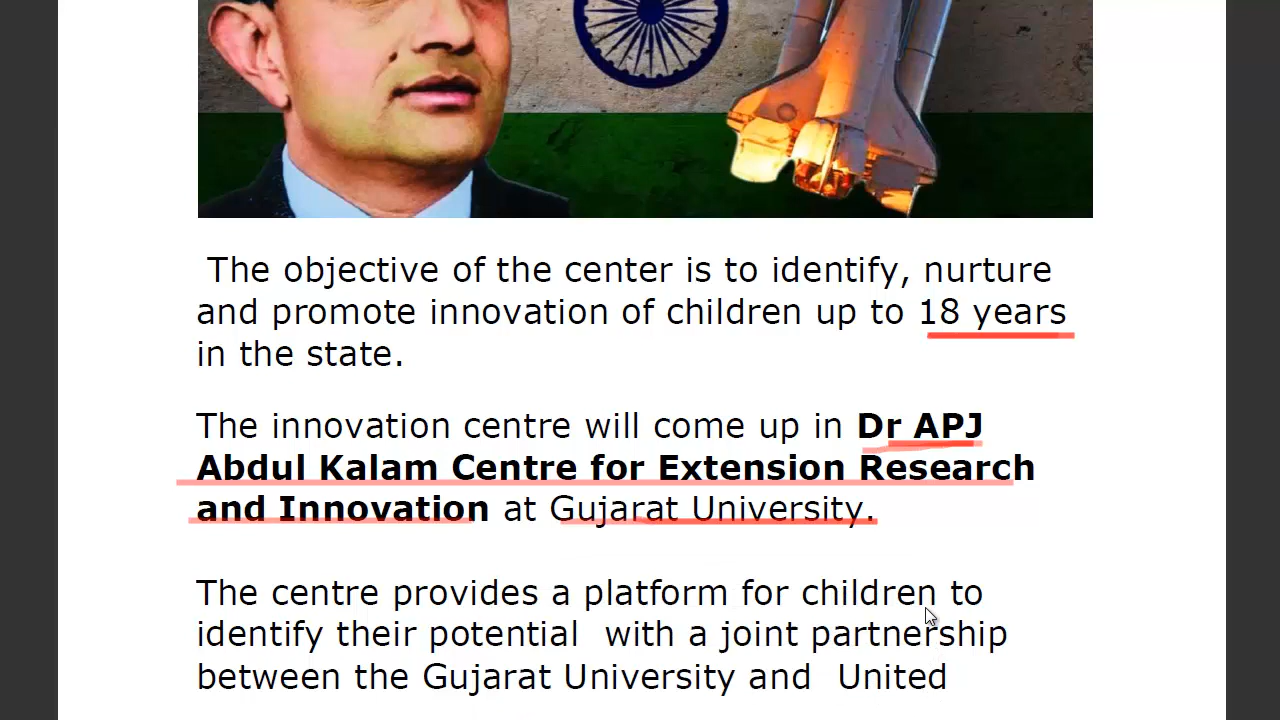 The objective of the center is to identify, nurture
and promote innovation of children up to 18 years
in the state.
The innovation centre will come up in Dr APJ
Abdul Kalam Centre for Extension Research
and Innovation at Gujarat University.
The centre provides a platform for children to
identify their potential with a joint partnership
between the Gujarat University and United